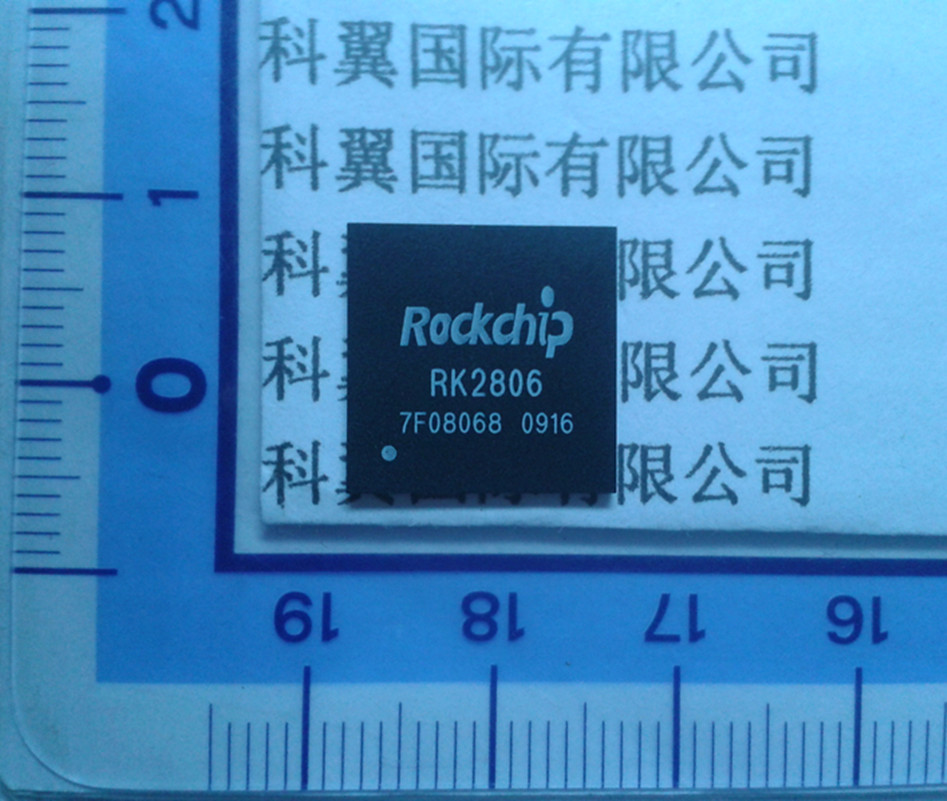 2
科翼国际有限公司
1
科翼国际有限公司
科 限公司
Rockchip
科 限公司
0
RK2806
7F08068 0916
科 限公司
19 18 17 16